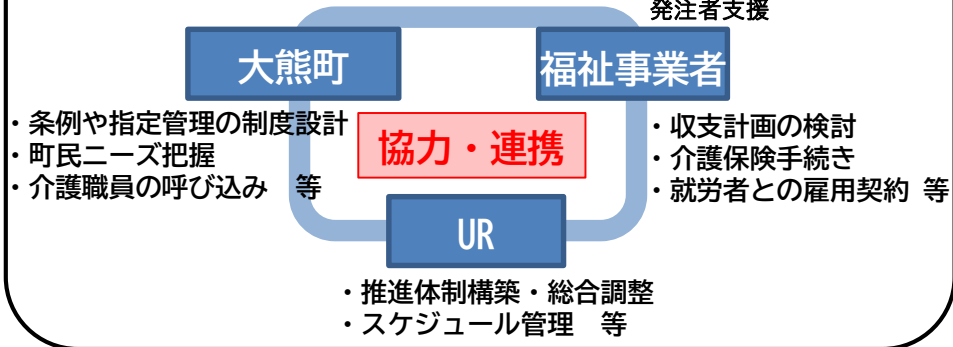 発注者支援
大熊町
福祉事業者
・条例や指定管理の制度設計
・町民ニーズ把握
・介護職員の呼び込み　等
協力・連携
・収支計画の検討
・介護保険手続き
・就労者との雇用契約 等
UR
・推進体制構築・総合調整
・スケジュール管理　等